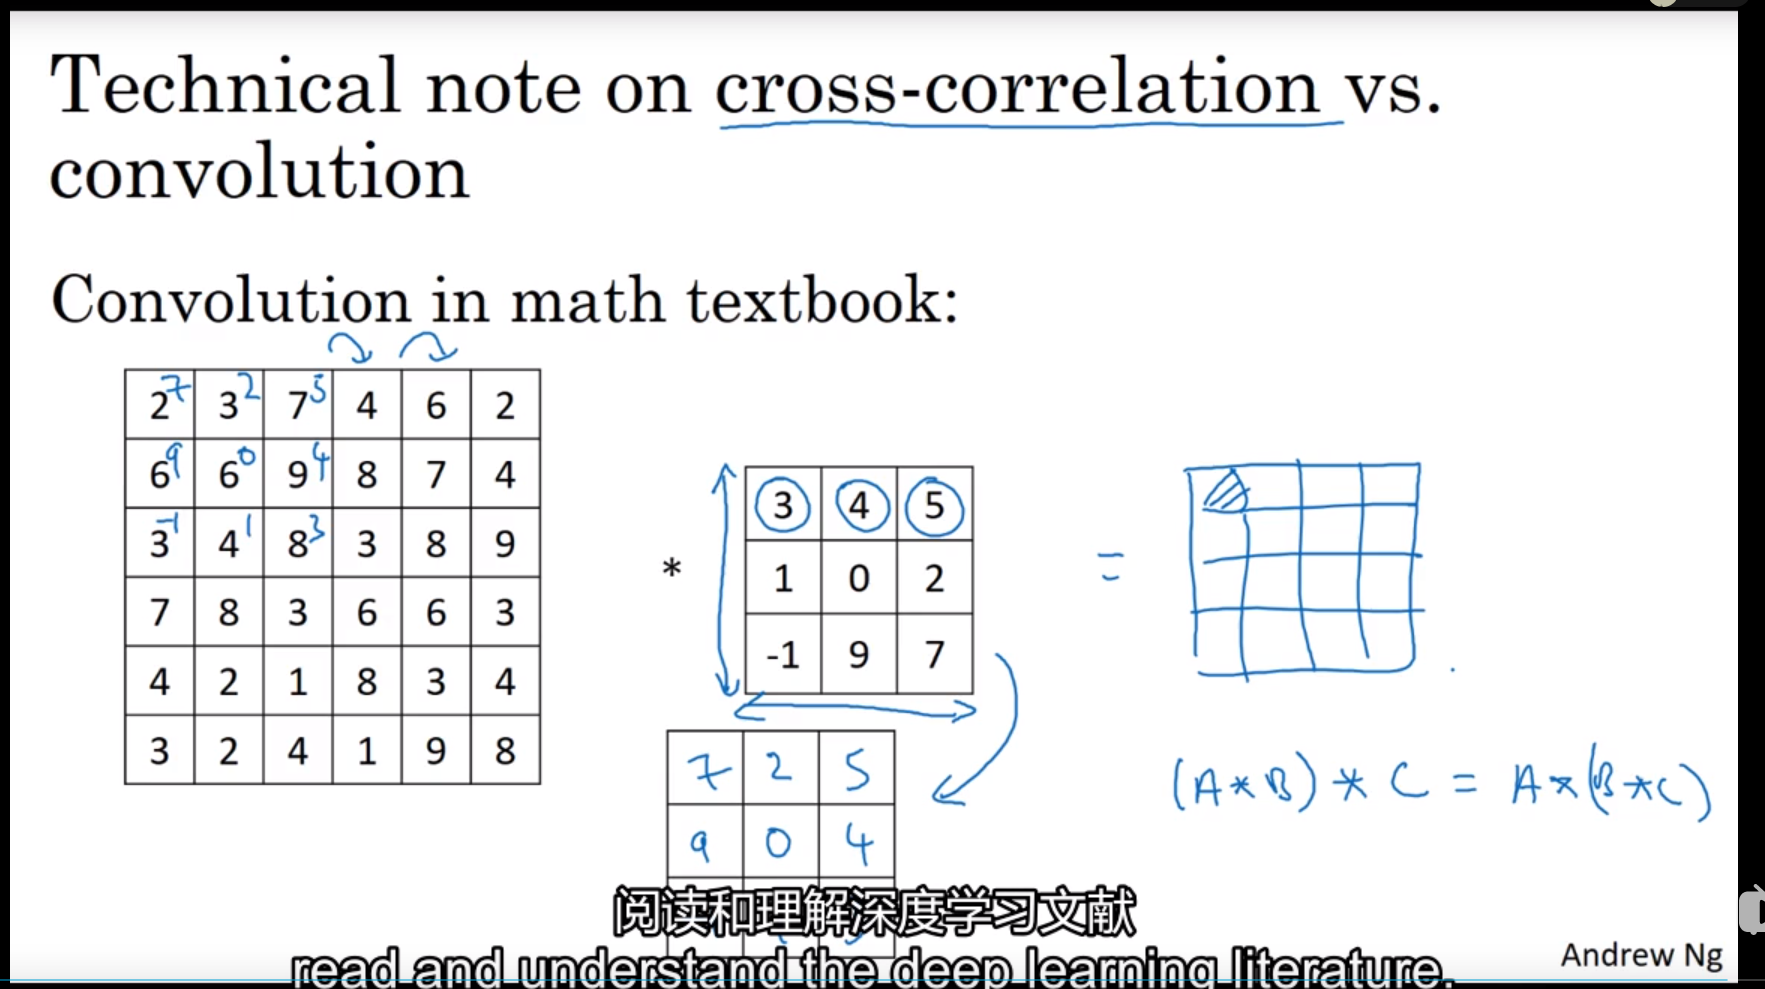 Technical note on cross-correlation vs.
convolution
Convolution in math textbook:
2 7 3 2 7 5 4 6 2
6 9 6 0 9 4 8 7 4
3 -1 4 1 8 3 3 8 9
7 8 3 6 6 3
4 2 1 8 3 4
3 2 4 1 9 8
*
3 4 5
1 0 2
-1 9 7
=
7 2 5
9 0 4
(A * B) * C = A * (B * C)
阅读和理解深度学习文献
read and understand the deep learning literature.
Andrew Ng